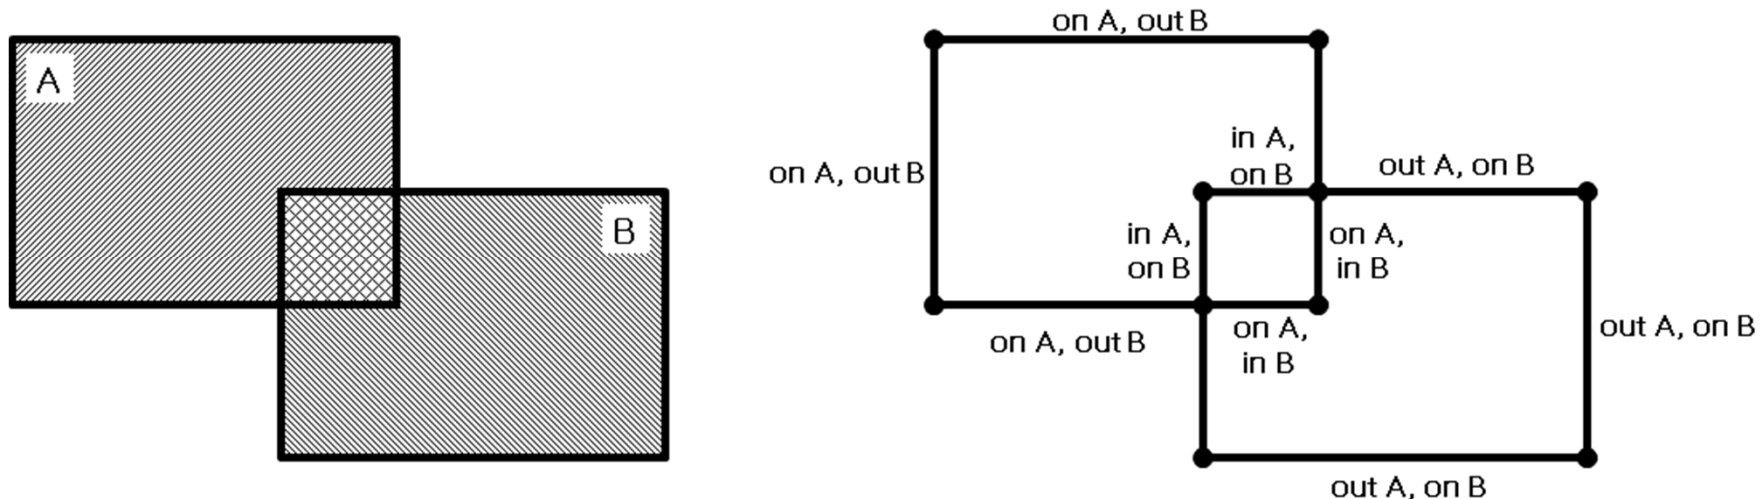 A
B
on A, out B
on A, out B
in A,
on B
out A, on B
in A,
on B
on A,
in B
on A, out B
on A,
in B
out A, on B
out A, on B